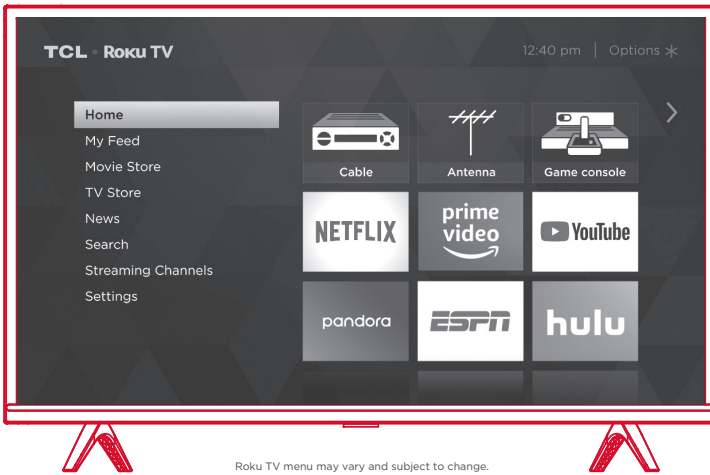 TCL • Roku TV
12:40 pm | Options
Home
My Feed
Movie Store
TV Store
News
Search
Streaming Channels
Settings
Cable
Antenna
Game console
NETFLIX
prime
video
YouTube
pandora
ESPN
hulu
Roku TV menu may vary and subject to change.